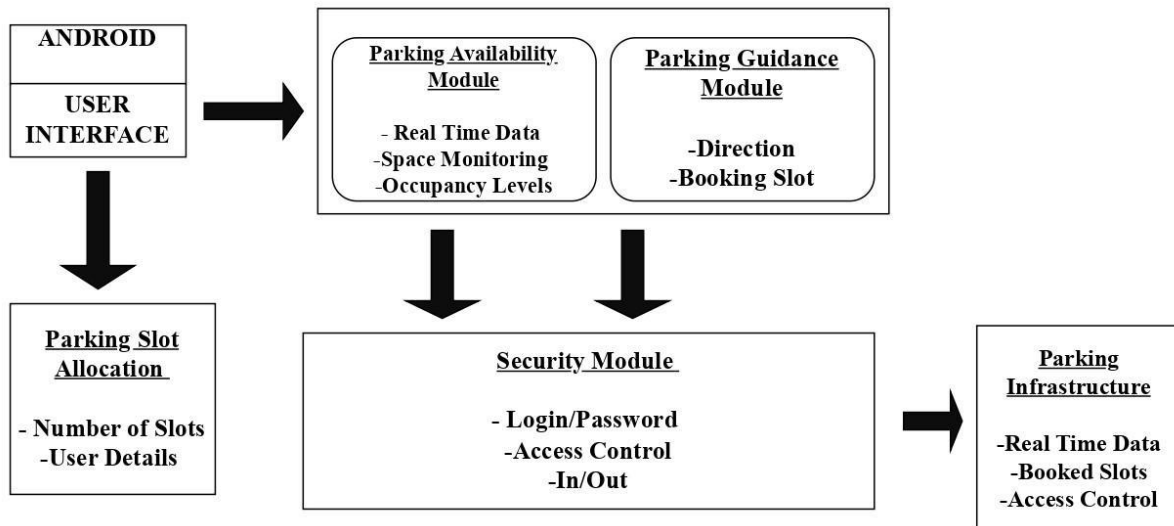 ANDROID
USER
INTERFACE
Parking Availability
Module
- Real Time Data
-Space Monitoring
-Occupancy Levels
Parking Guidance
Module
-Direction
-Booking Slot
Parking Slot
Allocation
- Number of Slots
-User Details
Security Module
- Login/Password
-Access Control
-In/Out
Parking
Infrastructure
-Real Time Data
-Booked Slots
-Access Control